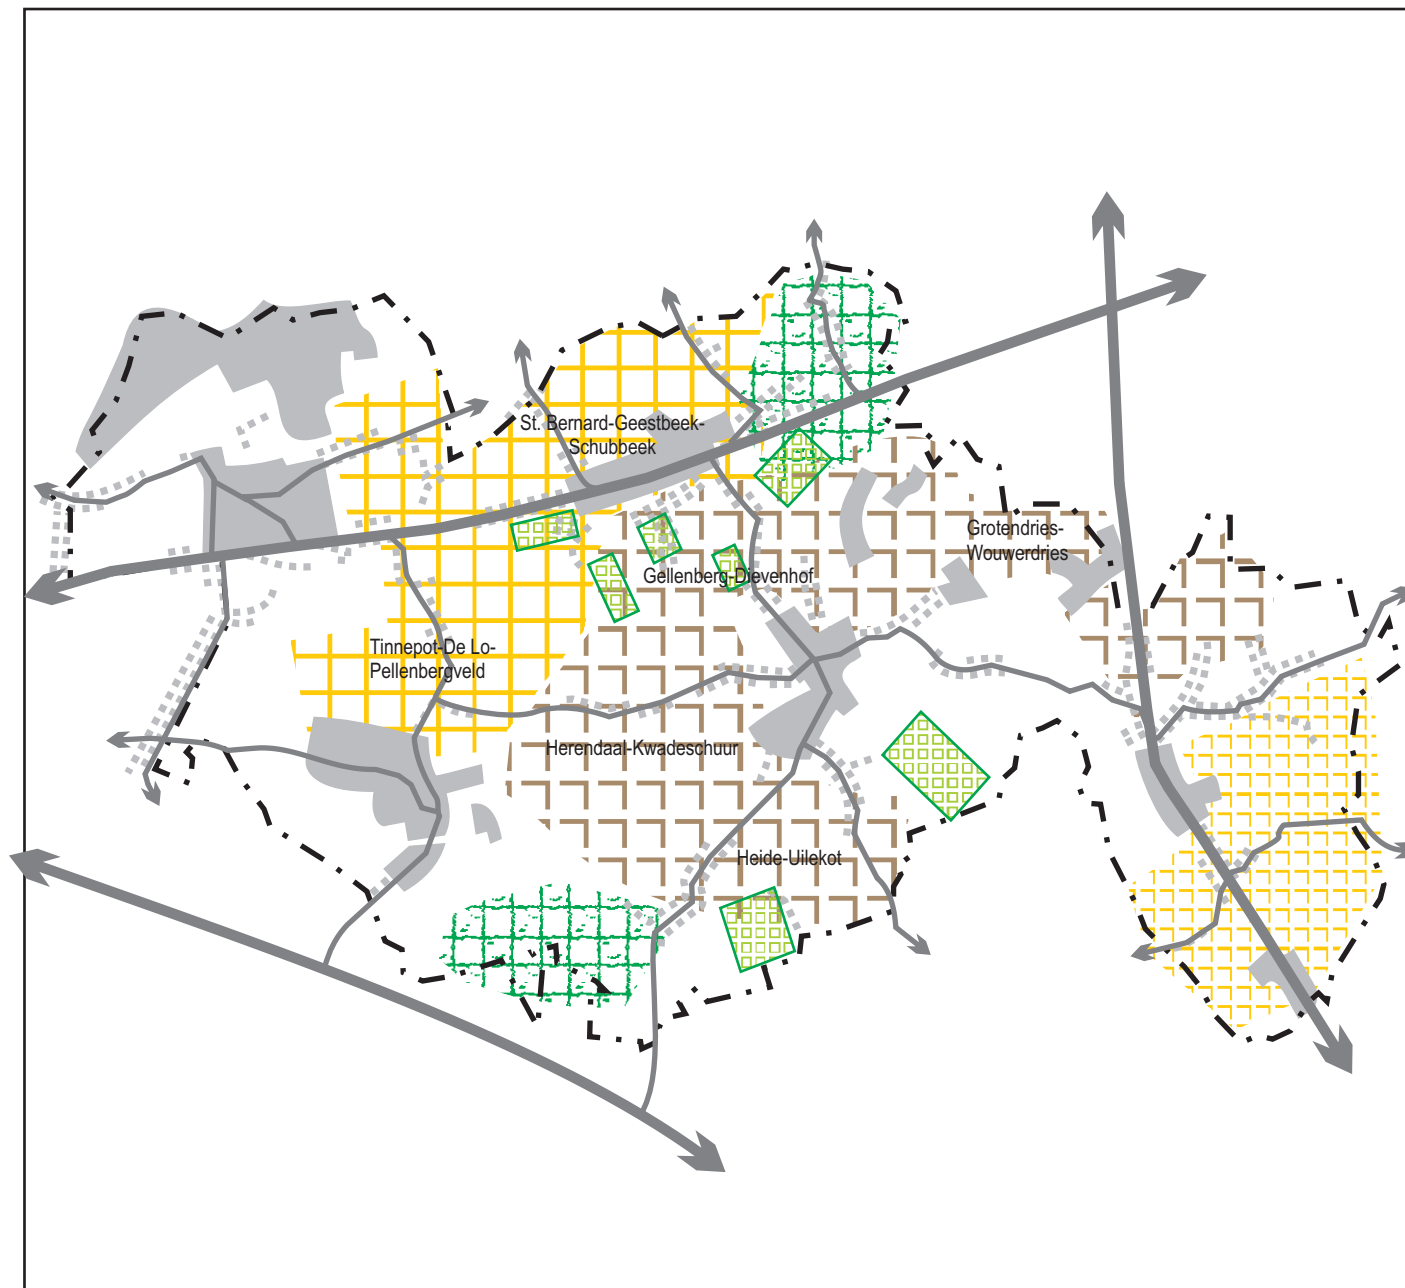 St. Bernard-Geestbeek-
Schubbeek
Grotendries-
Wouwerdries
Gellenberg-Dievenhof
Tinnepot-De Lo-
Pellenbergveld
Herendaal-Kwadeschuur
Heide-Uilekot